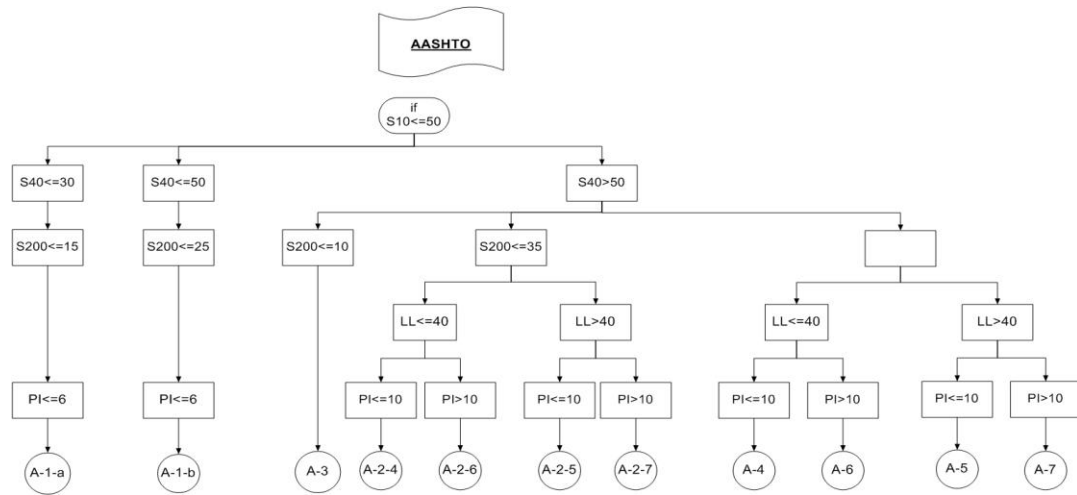 AASHTO
if
S10<=50
S40<=30
S40<=50
S40>50
S200<=15
S200<=25
S200<=10
S200<=35
LL<=40
LL>40
LL<=40
LL>40
PI<=6
PI<=6
PI<=10
PI>10
PI<=10
PI>10
PI<=10
PI>10
PI<=10
PI>10
A-1-a
A-1-b
A-3
A-2-4
A-2-6
A-2-5
A-2-7
A-4
A-6
A-5
A-7